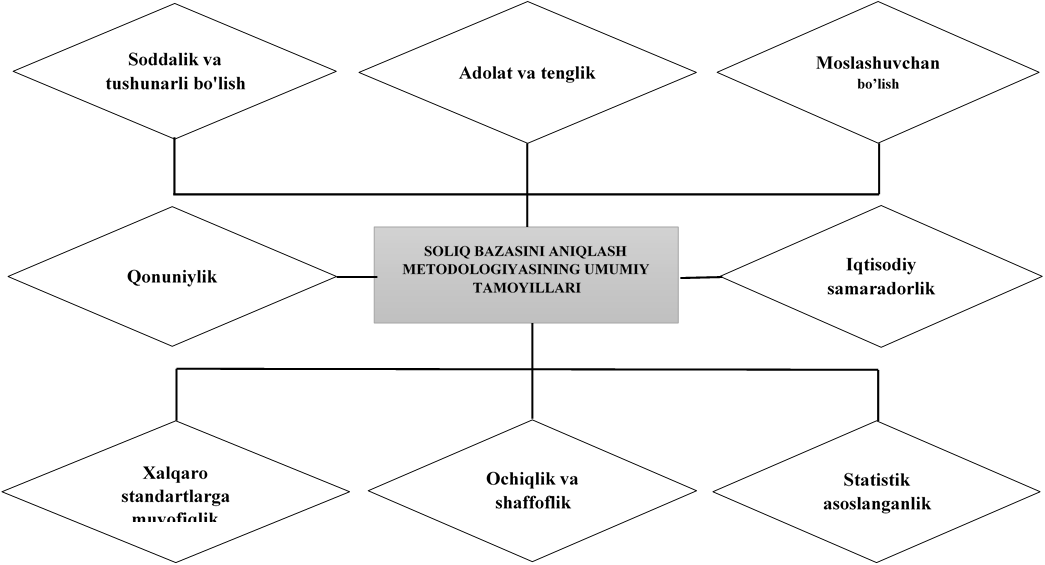 Soddalik va
tushunarli bo'lish
Adolat va tenglik
Moslashuvchan
bo’lish
Qonuniylik
SOLIQ BAZASINI ANIQLASH
METODOLOGIYASINING UMUMIY
TAMOYILLARI
Iqtisodiy
samaradorlik
Xalqaro
standartlarga
muvofiqlik
Ochiqlik va
shaffoflik
Statistik
asoslanganlik